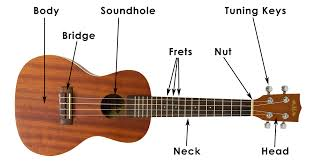 Body
Soundhole
Tuning Keys
Bridge
Frets
Nut
Neck
Head